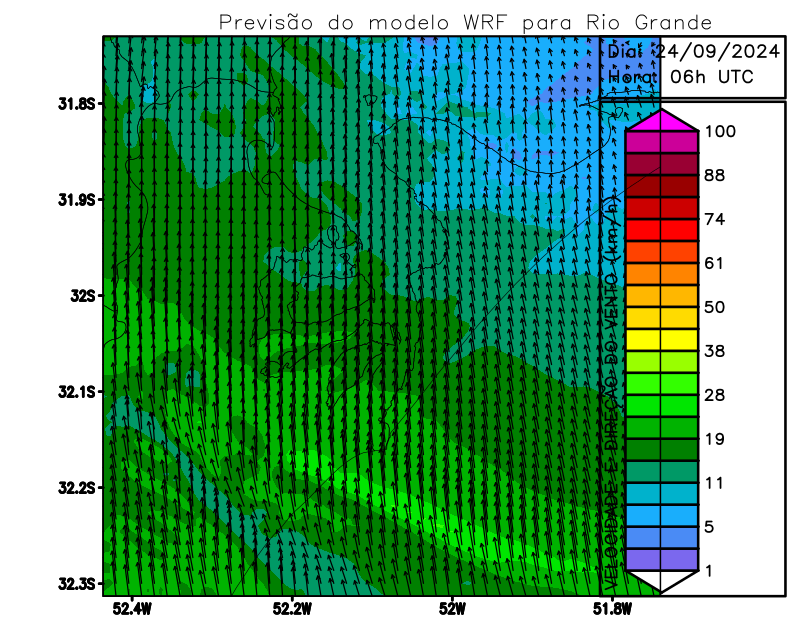 Previsão do modelo WRF para Rio Grande
Dia: 24/09/2024
Hora: 06h UTC
31.8S
31.9S
32S
32.1S
32.2S
32.3S
52.4W
52.2W
52W
51.8W
VELOCIDADE E DIREÇÃO DO VENTO (km/h)
100
88
74
61
50
38
28
19
11
5
1